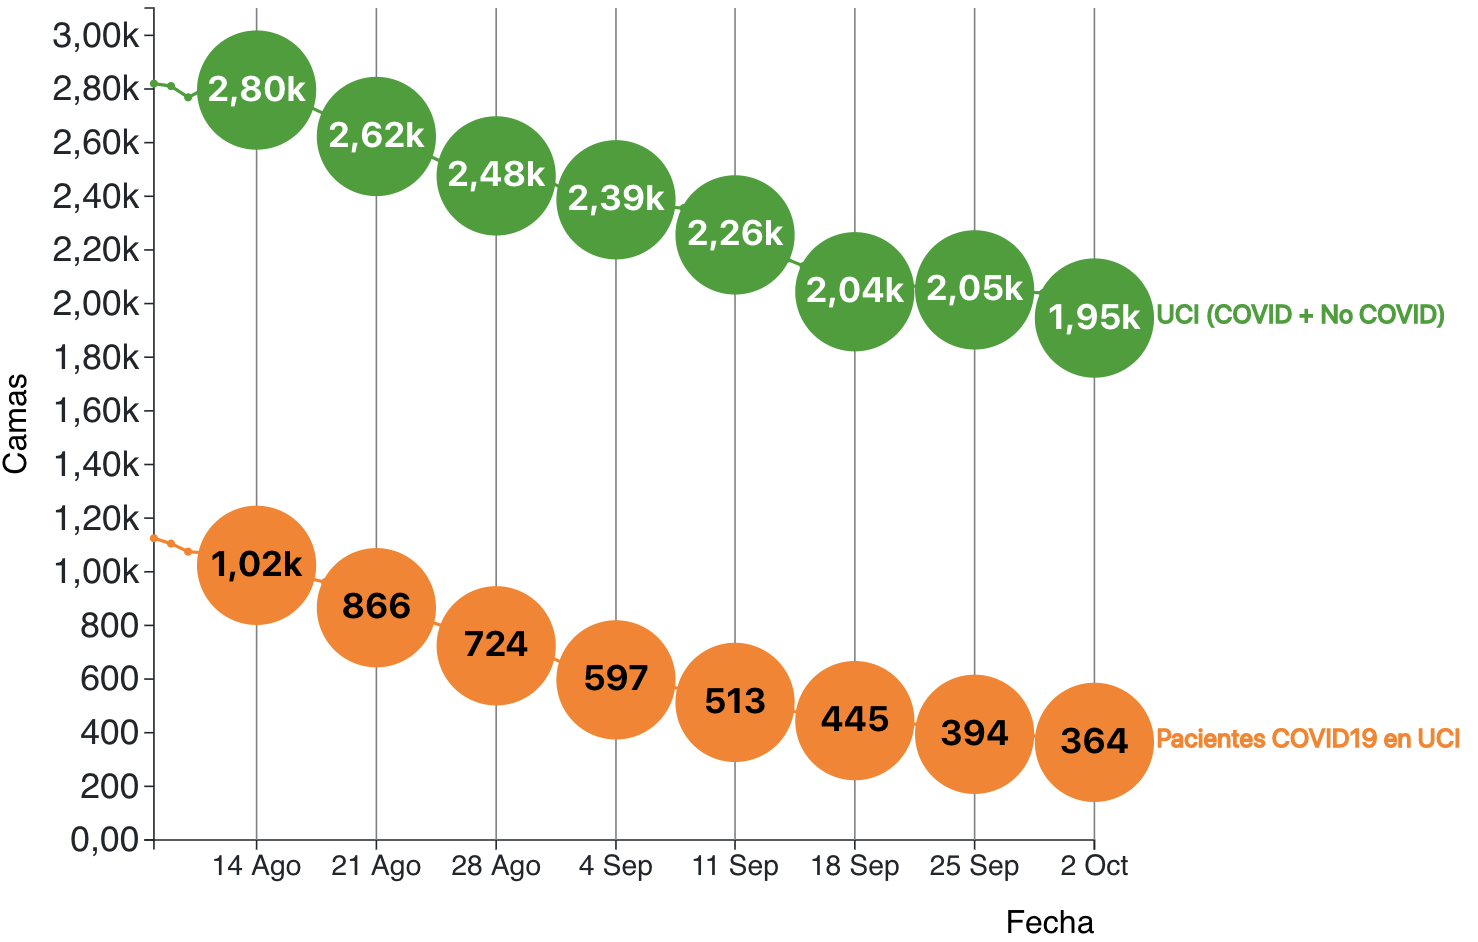 3,00k
2,80k
2,60k
2,40k
2,20k
2,00k
1,80k
1,60k
1,40k
1,20k
1,00k
800
600
400
200
0,00
Camas
2,80k
2,62k
2,48k
2,39k
2,26k
2,04k
2,05k
1,95k
UCI (COVID + No COVID)
1,02k
866
724
597
513
445
394
364
Pacientes COVID19 en UCI
14 Ago
21 Ago
28 Ago
4 Sep
11 Sep
18 Sep
25 Sep
2 Oct
Fecha